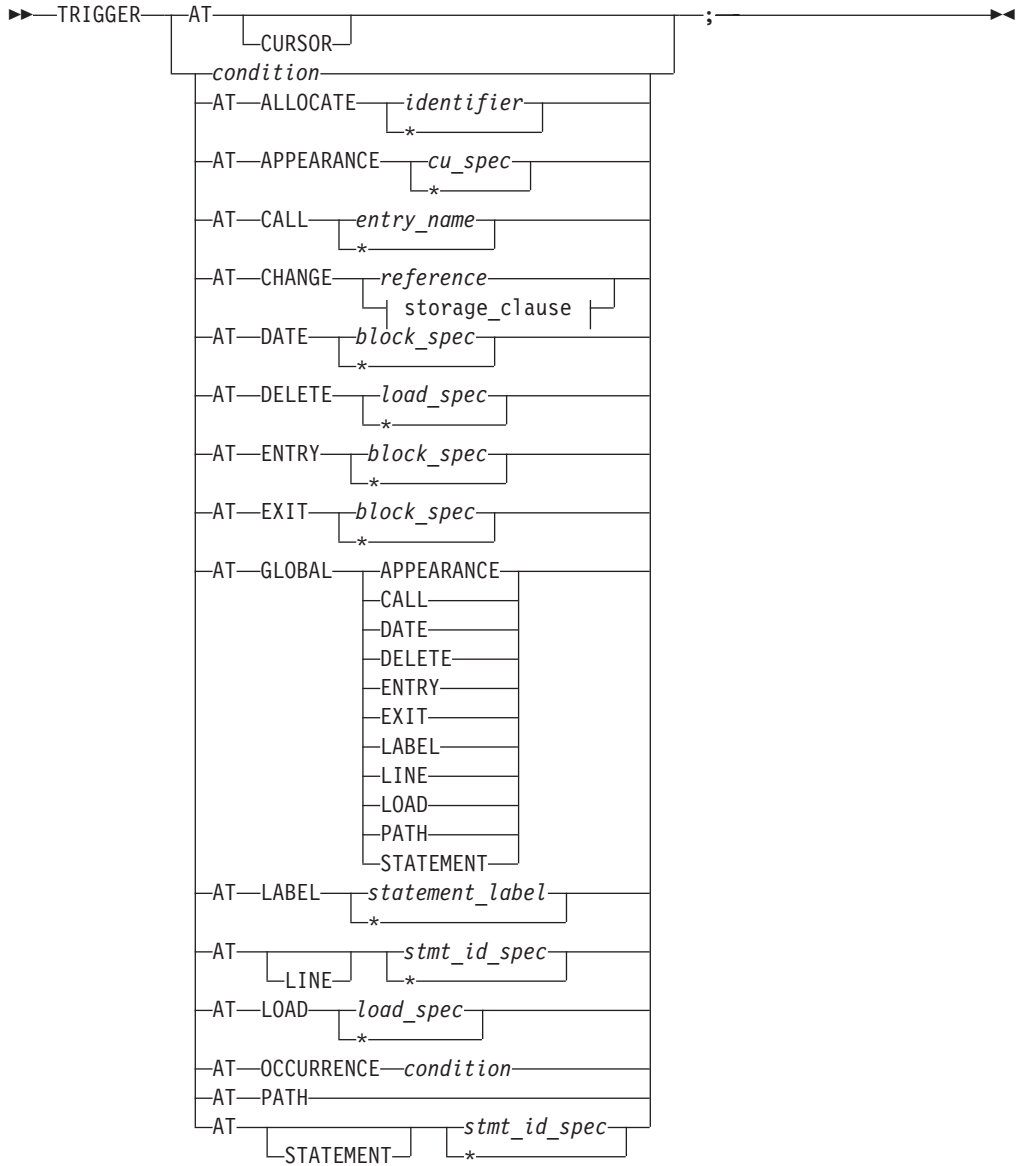 TRIGGER AT ;
CURSOR
condition
AT ALLOCATE identifier
*
AT APPEARANCE cu_spec
*
AT CALL entry_name
*
AT CHANGE reference
storage_clause
AT DATE block_spec
*
AT DELETE load_spec
*
AT ENTRY block_spec
*
AT EXIT block_spec
*
AT GLOBAL APPEARANCE
CALL
DATE
DELETE
ENTRY
EXIT
LABEL
LINE
LOAD
PATH
STATEMENT
AT LABEL statement_label
*
AT stmt_id_spec
LINE *
AT LOAD load_spec
*
AT OCCURRENCE condition
AT PATH
AT stmt_id_spec
STATEMENT *